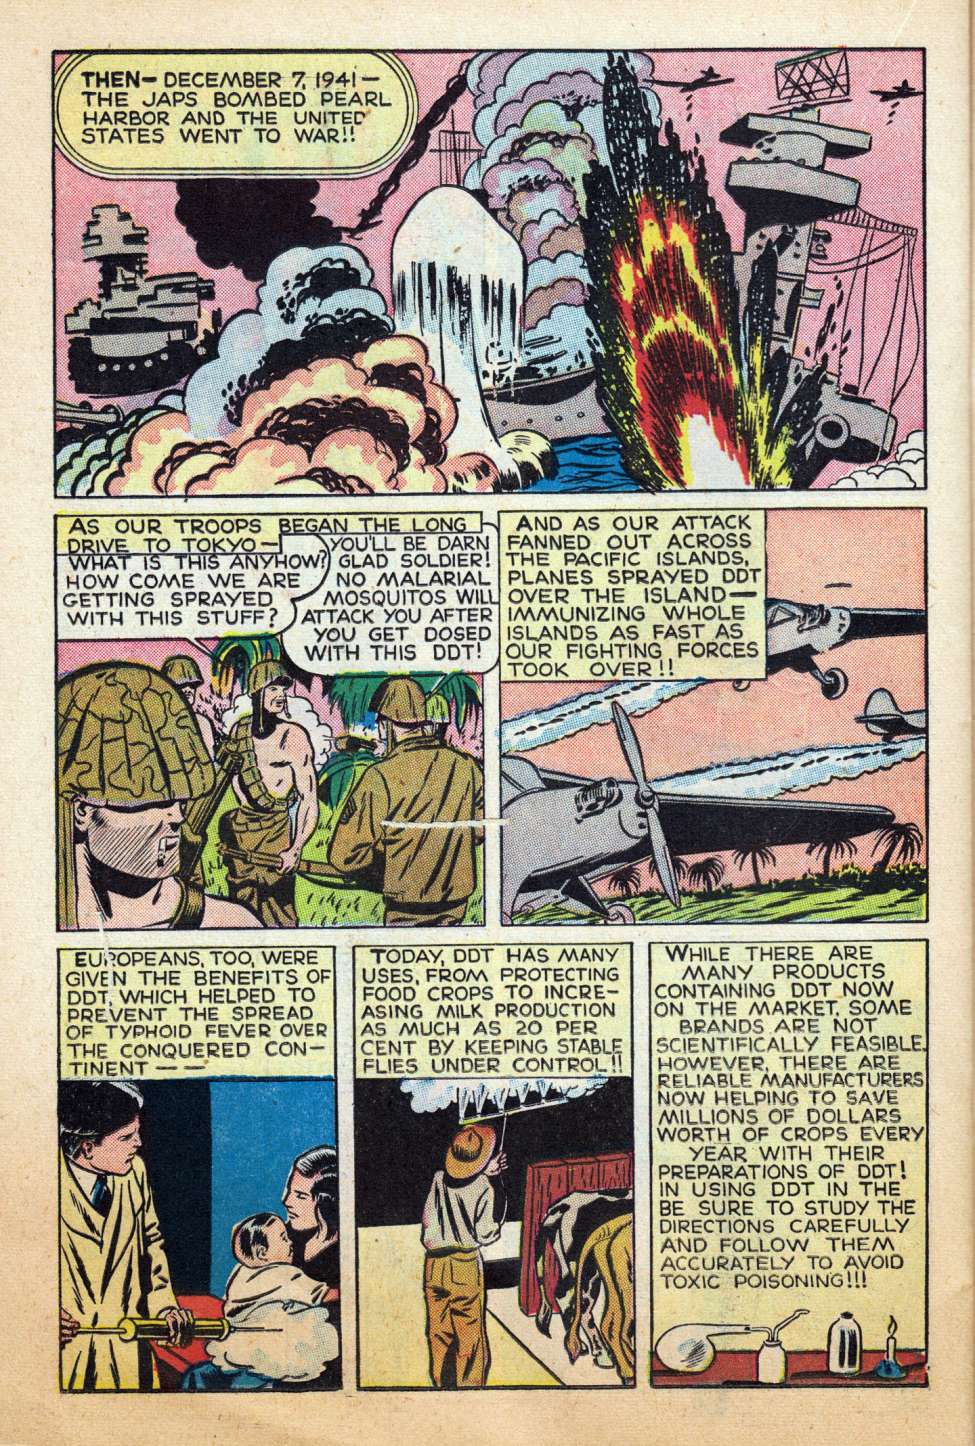 THEN— DECEMBER 7, 1941—
THE JAPS BOMBED PEARL
HARBOR AND THE UNITED
STATES WENT TO WAR!!
AS OUR TROOPS BEGAN THE LONG
DRIVE TO TOKYO—
WHAT IS THIS ANYHOW?
HOW COME WE ARE
GETTING SPRAYED
WITH THIS STUFF?
YOU'LL BE DARN
GLAD SOLDIER!
NO MALARIAL
MOSQUITOS WILL
ATTACK YOU AFTER
YOU GET DOSED
WITH THIS DDT!
AND AS OUR ATTACK
FANNED OUT ACROSS
THE PACIFIC ISLANDS,
PLANES SPRAYED DDT
OVER THE ISLAND—
IMMUNIZING WHOLE
ISLANDS AS FAST AS
OUR FIGHTING FORCES
TOOK OVER!!
EUROPEANS, TOO, WERE
GIVEN THE BENEFITS OF
DDT, WHICH HELPED TO
PREVENT THE SPREAD
OF TYPHOID FEVER OVER
THE CONQUERED CON-
TINENT — —
TODAY, DDT HAS MANY
USES, FROM PROTECTING
FOOD CROPS TO INCRE-
ASING MILK PRODUCTION
AS MUCH AS 20 PER
CENT BY KEEPING STABLE
FLIES UNDER CONTROL!!
WHILE THERE ARE
MANY PRODUCTS
CONTAINING DDT NOW
ON THE MARKET, SOME
BRANDS ARE NOT
SCIENTIFICALLY FEASIBLE.
HOWEVER, THERE ARE
RELIABLE MANUFACTURERS
NOW HELPING TO SAVE
MILLIONS OF DOLLARS
WORTH OF CROPS EVERY
YEAR WITH THEIR
PREPARATIONS OF DDT!
IN USING DDT IN THE
BE SURE TO STUDY THE
DIRECTIONS CAREFULLY
AND FOLLOW THEM
ACCURATELY TO AVOID
TOXIC POISONING!!!